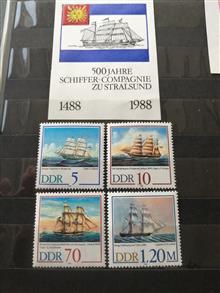 500 JAHRE
SCHIFFER-COMPAGNIE
ZU STRALSUND
1488 1988
DDR 5
DDR 10
DDR 70
DDR 1,20 M